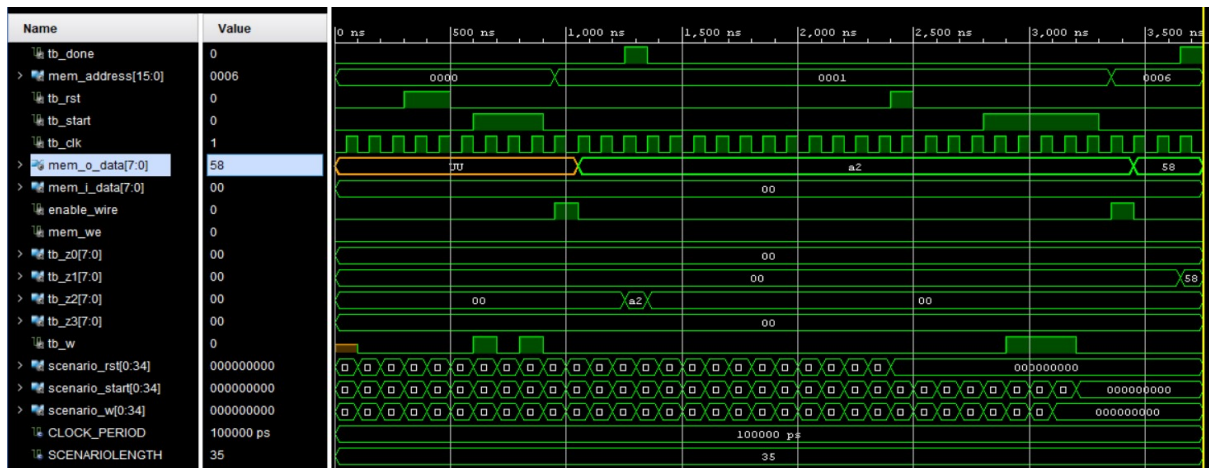 Name Value 0 ns 500 ns 1,000 ns 1,500 ns 2,000 ns 2,500 ns 3,000 ns 3,500 ns
tb_done 0
mem_address[15:0] 0006 0000 0001 0006
tb_rst 0
tb_start 0
tb_clk 1
mem_o_data[7:0] 58 UU a2 58
mem_i_data[7:0] 00 00
enable_wire 0
mem_we 0
tb_z0[7:0] 00 00
tb_z1[7:0] 00 00 58
tb_z2[7:0] 00 00 a2 00
tb_z3[7:0] 00 00
tb_w 0
scenario_rst[0:34] 000000000 000000000
scenario_start[0:34] 000000000 000000000
scenario_w[0:34] 000000000 000000000
CLOCK_PERIOD 100000 ps 100000 ps
SCENARIOLENGTH 35 35